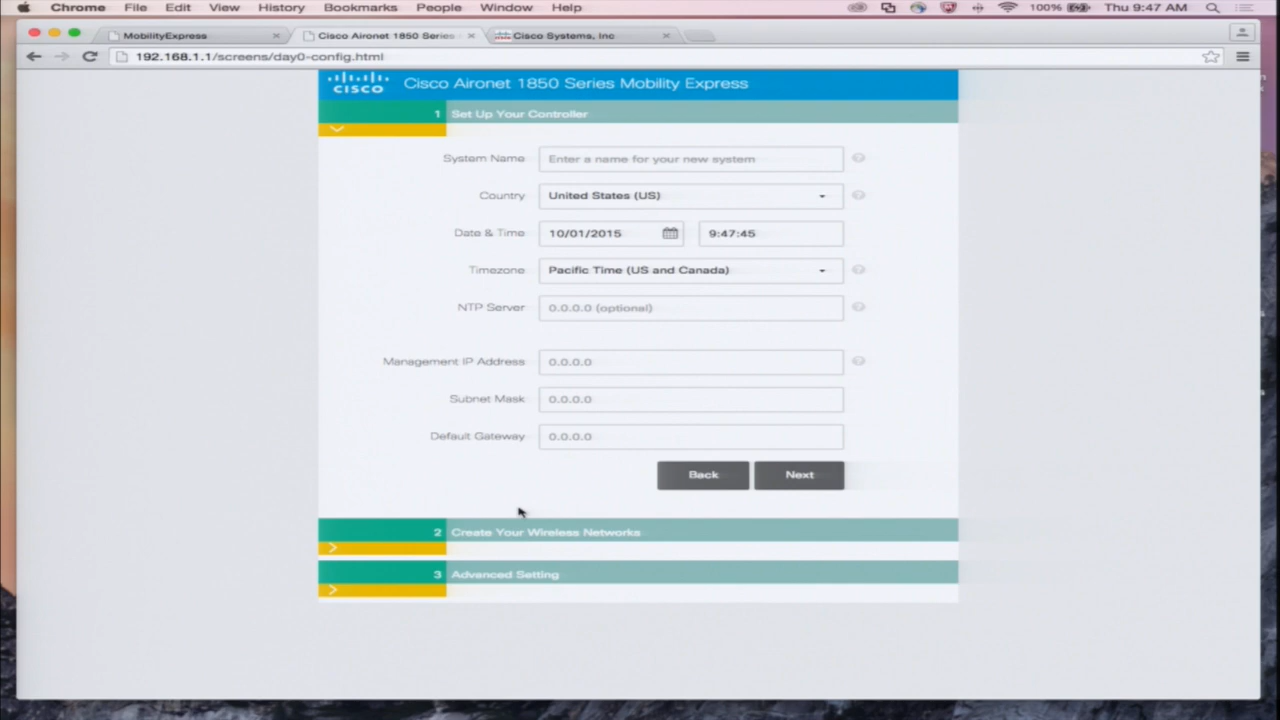 Chrome File Edit View History Bookmarks People Window Help 100% Thu 9:47 AM
MobilityExpress Cisco Aironet 1850 Series Cisco Systems, Inc
192.168.1.1/screens/day0-config.html
CISCO Cisco Aironet 1850 Series Mobility Express
1 Set Up Your Controller
System Name Enter a name for your new system
Country United States (US)
Date & Time 10/01/2015 9:47:45
Timezone Pacific Time (US and Canada)
NTP Server 0.0.0.0 (optional)
Management IP Address 0.0.0.0
Subnet Mask 0.0.0.0
Default Gateway 0.0.0.0
Back Next
2 Create Your Wireless Networks
3 Advanced Setting